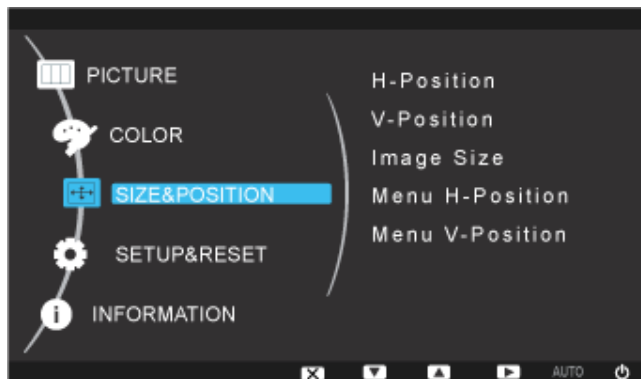 PICTURE
COLOR
SIZE&POSITION
SETUP&RESET
INFORMATION
H-Position
V-Position
Image Size
Menu H-Position
Menu V-Position
AUTO